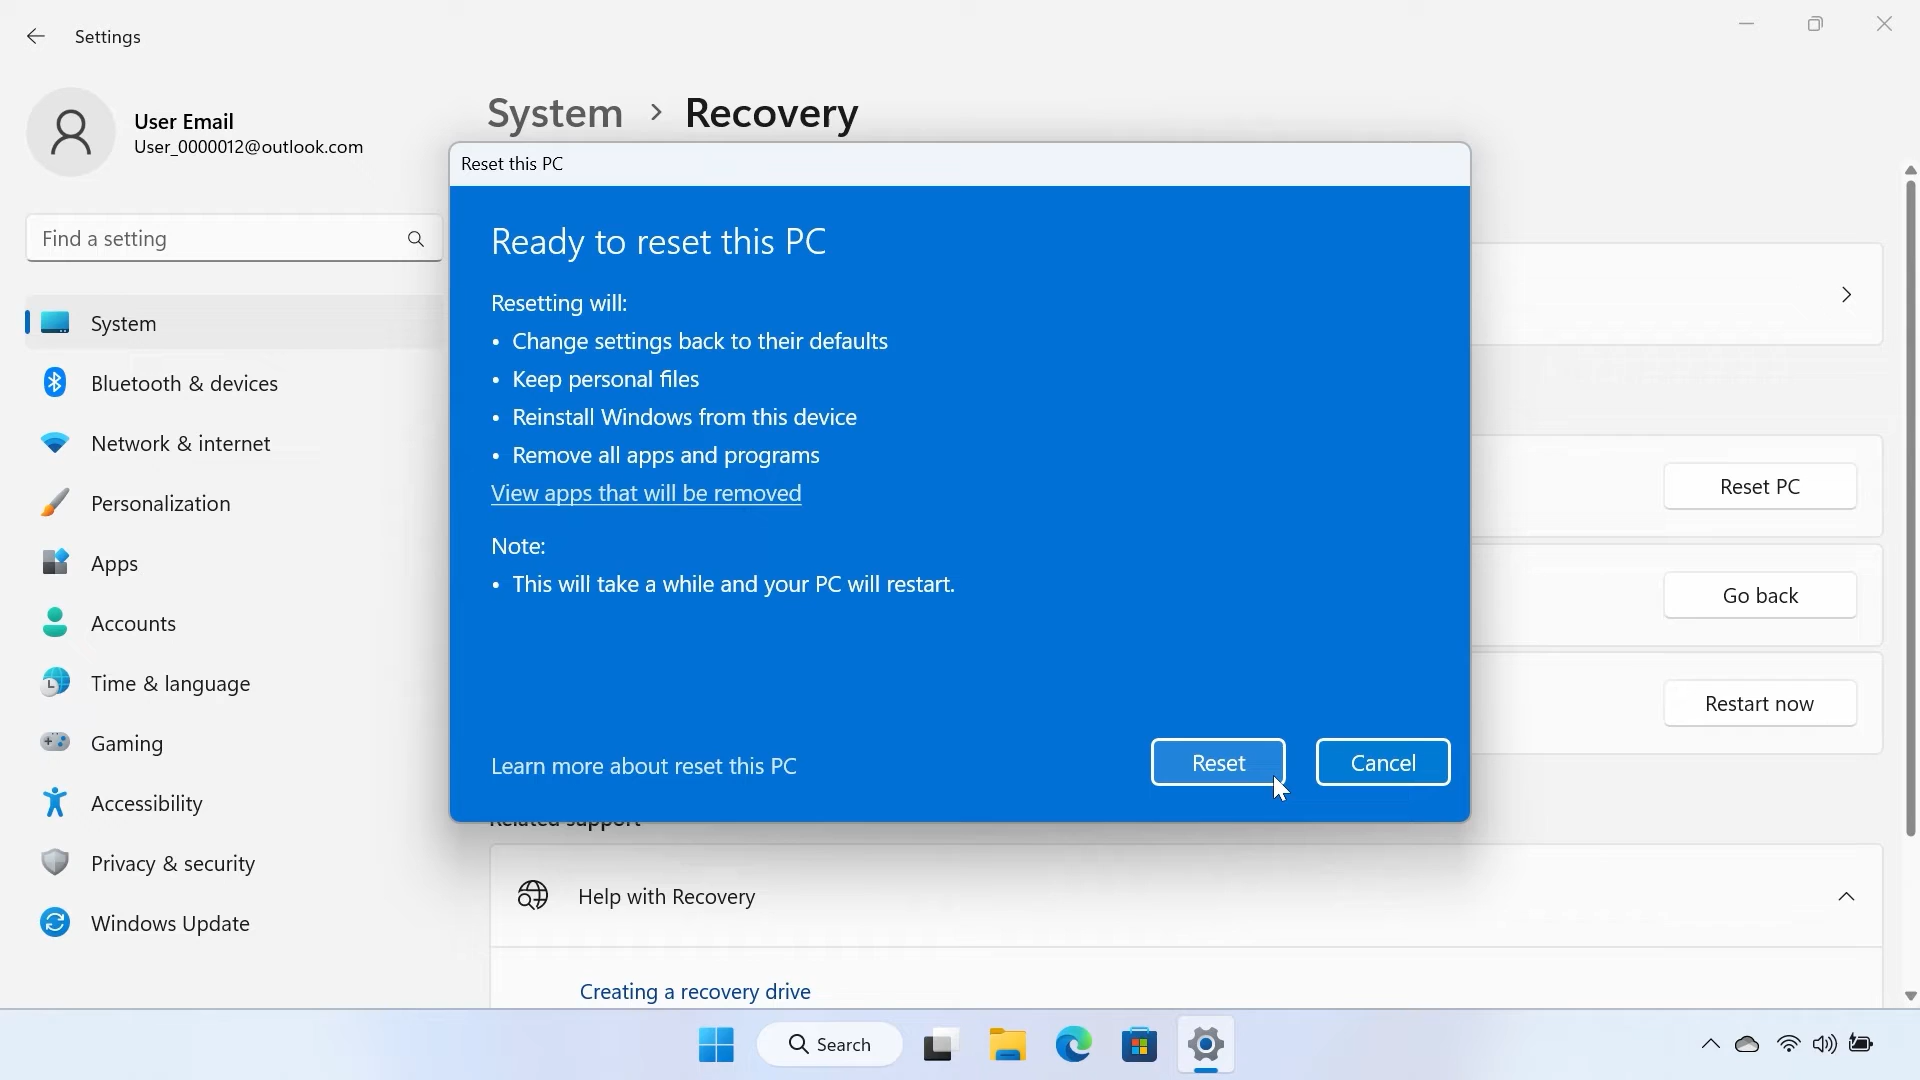 Settings
User Email
User_0000012@outlook.com
Find a setting
System
Bluetooth & devices
Network & internet
Personalization
Apps
Accounts
Time & language
Gaming
Accessibility
Privacy & security
Windows Update
System > Recovery
Reset this PC
Ready to reset this PC
Resetting will:
• Change settings back to their defaults
• Keep personal files
• Reinstall Windows from this device
• Remove all apps and programs
View apps that will be removed
Note:
• This will take a while and your PC will restart.
Learn more about reset this PC
Reset
Cancel
Reset PC
Go back
Restart now
Related support
Help with Recovery
Creating a recovery drive
Search